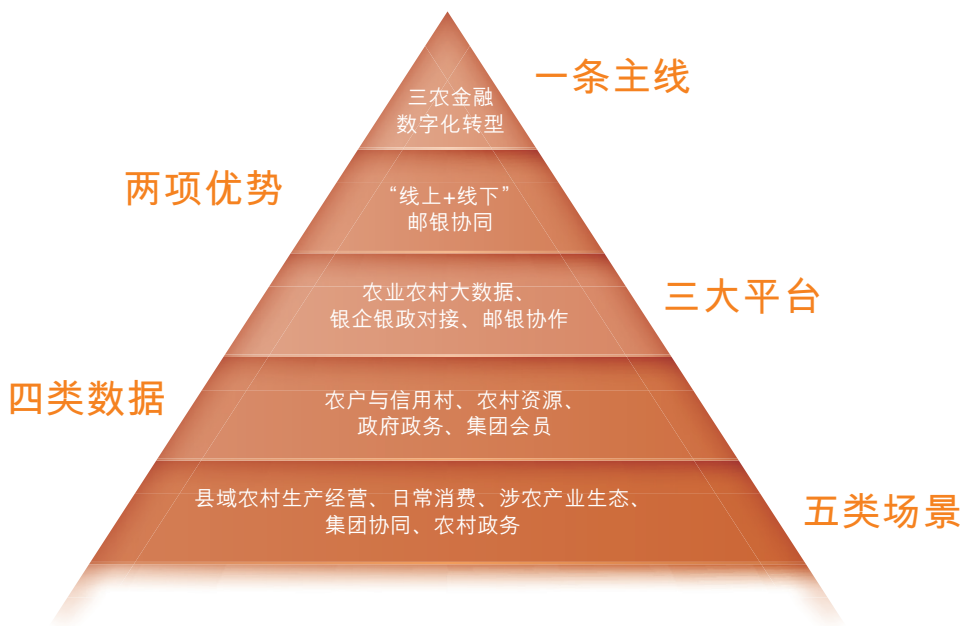 一条主线
三农金融
数字化转型
两项优势
“线上+线下”
邮银协同
三大平台
农业农村大数据、
银企银政对接、邮银协作
四类数据
农户与信用村、农村资源、
政府政务、集团会员
五类场景
县域农村生产经营、日常消费、涉农产业生态、
集团协同、农村政务